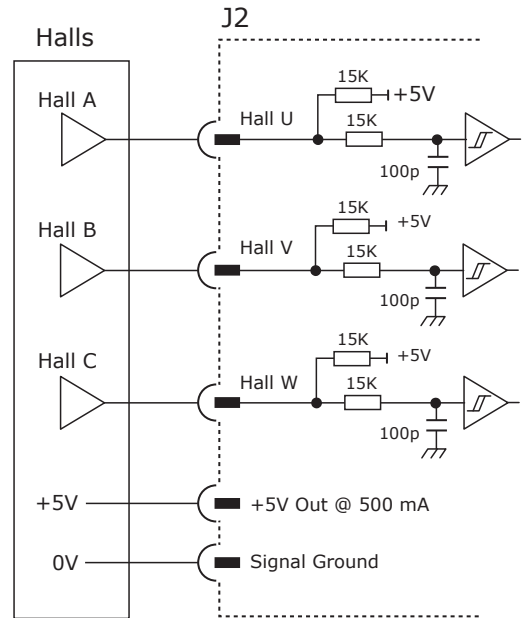 J2
Halls
15K
+5V
Hall A
Hall U
15K
100p
15K
+5V
Hall B
Hall V
15K
100p
15K
+5V
Hall C
Hall W
15K
100p
+5V
+5V Out @ 500 mA
0V
Signal Ground